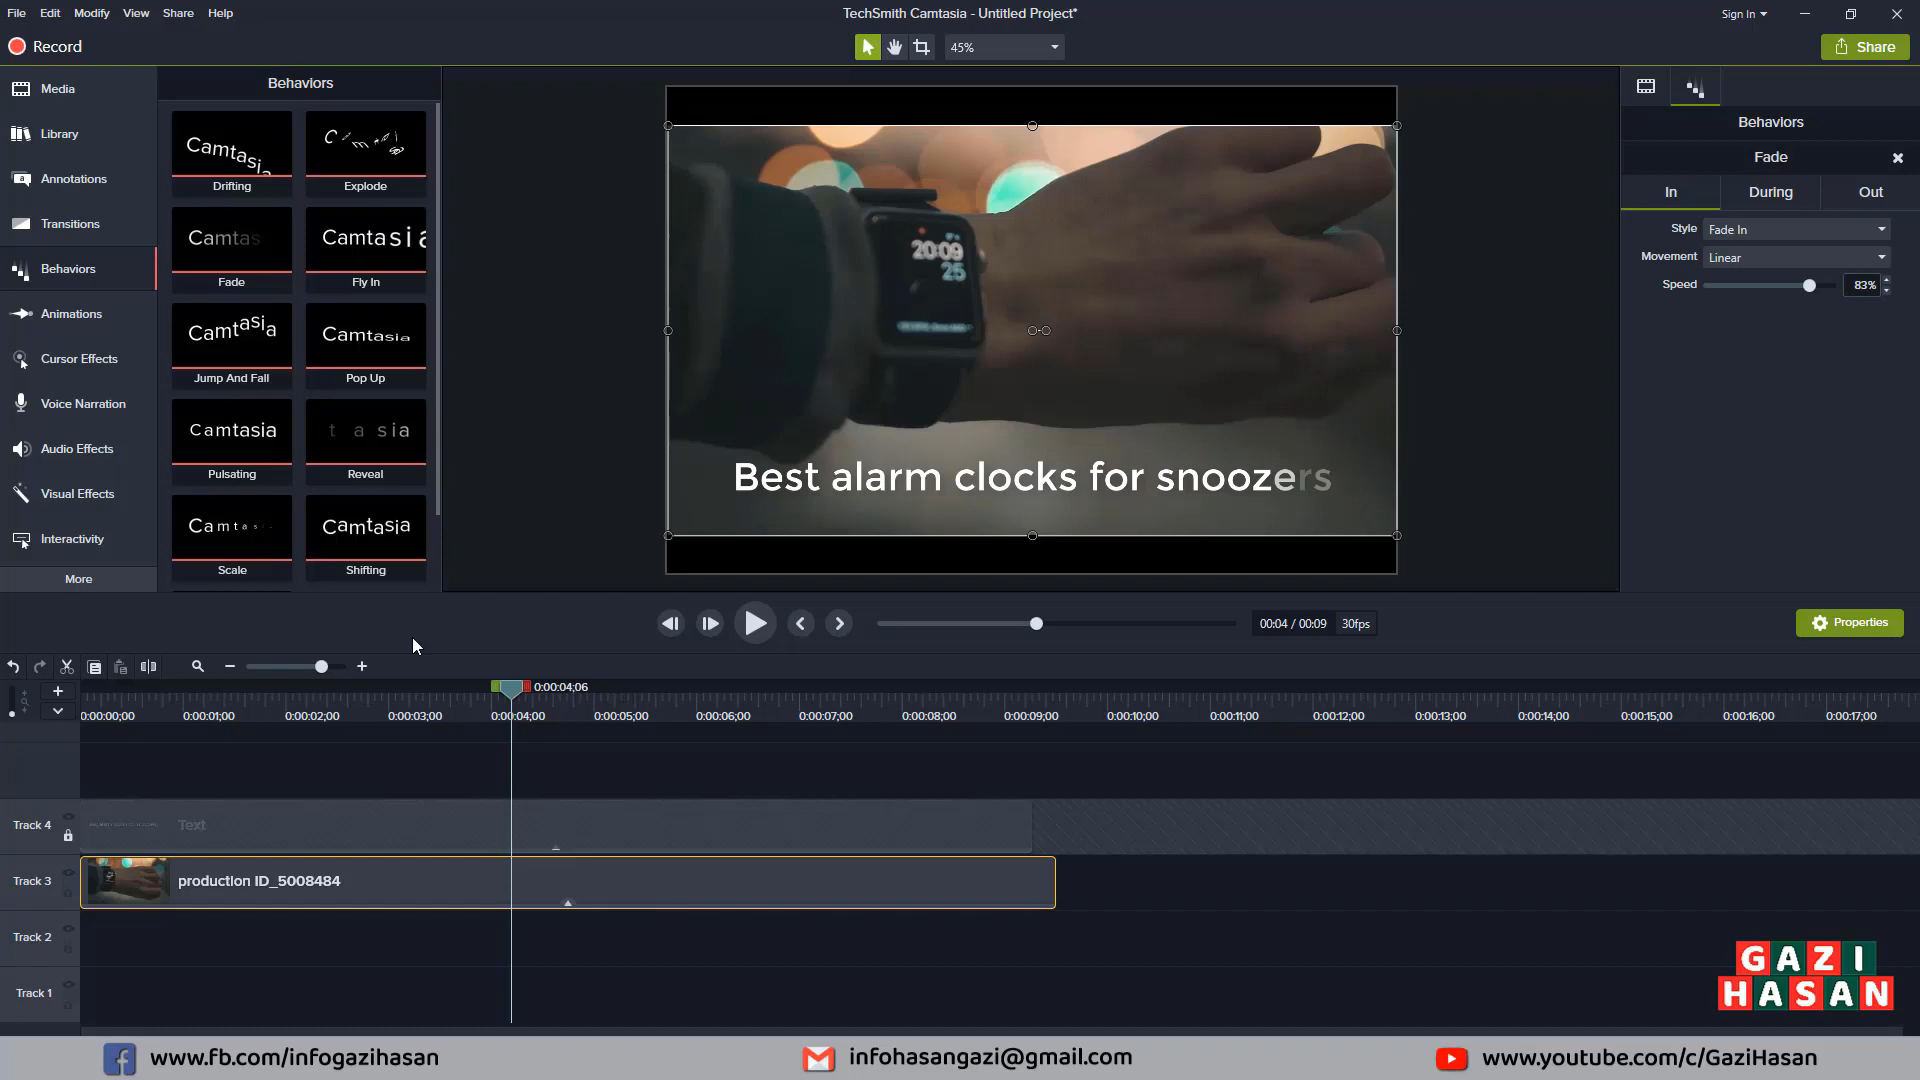 File Edit Modify View Share Help
TechSmith Camtasia - Untitled Project*
Sign In
Record
45%
Share
Media
Library
Annotations
Transitions
Behaviors
Animations
Cursor Effects
Voice Narration
Audio Effects
Visual Effects
Interactivity
More
Behaviors
Camtasia
Drifting
Explode
Camtas
Fade
Camtasia
Fly In
Camtasia
Jump And Fall
Camtasia
Pop Up
Camtasia
Pulsating
t a sia
Reveal
Camtas
Scale
Camtasia
Shifting
20:09
25
Best alarm clocks for snoozers
Behaviors
Fade
In During Out
Style Fade In
Movement Linear
Speed 83%
00:04 / 00:09 30fps
Properties
0:00:04;06
0:00:00;00 0:00:01;00 0:00:02;00 0:00:03;00 0:00:04;00 0:00:05;00 0:00:06;00 0:00:07;00 0:00:08;00 0:00:09;00 0:00:10;00 0:00:11;00 0:00:12;00 0:00:13;00 0:00:14;00 0:00:15;00 0:00:16;00 0:00:17;00
Track 4 Text
Track 3 production ID_5008484
Track 2
Track 1
GAZI
HASAN
www.fb.com/infogazihasan
infohasangazi@gmail.com
www.youtube.com/c/GaziHasan